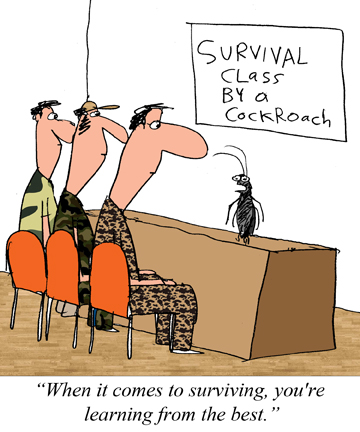 SURVIVAL
CLASS
BY a
COCKROACH
“When it comes to surviving, you're
learning from the best.”